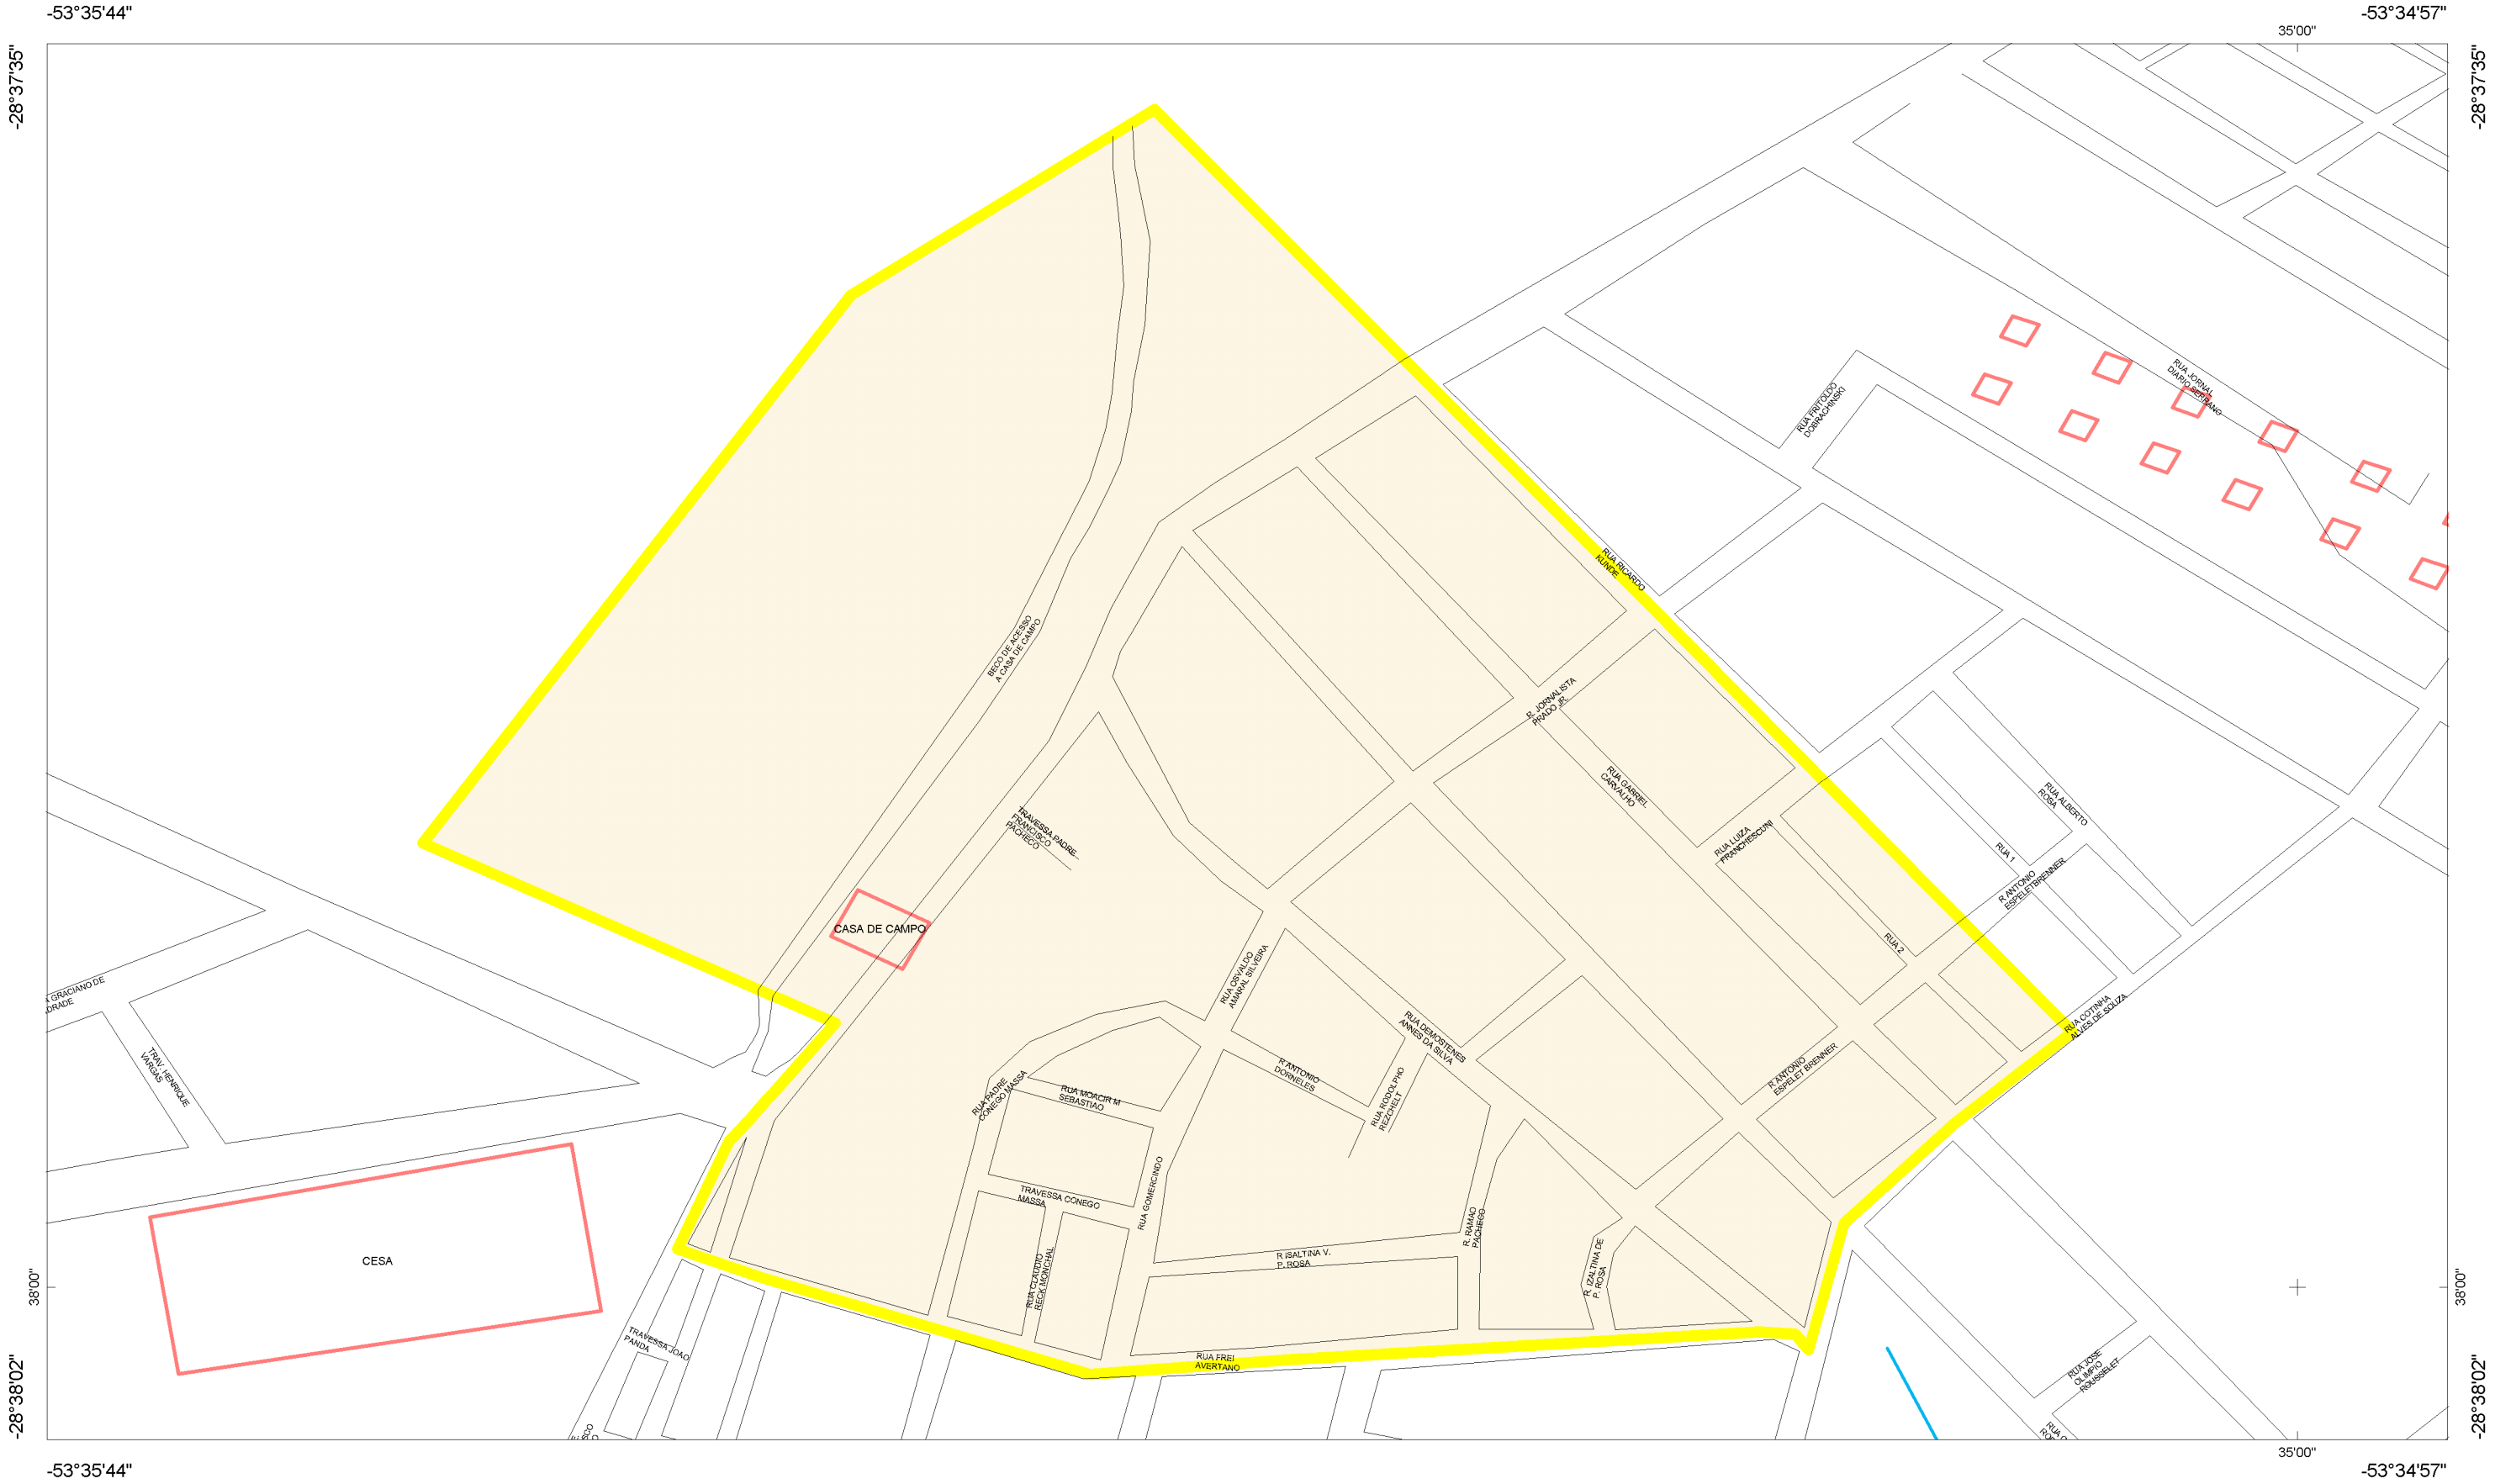 -53°35'44"
-53°34'57"
35'00"
-28°37'35"
-28°37'35"
RUA JORNAL
DIARIO SERRANO
RUA FRITOLDO
DOBRACHINSKI
RUA RICARDO
KUNDE
BECO DE ACESSO
A CASA DE CAMPO
R. JORNALISTA
PRADO JR.
RUA GABRIEL
CARVALHO
RUA ALBERTO
ROSA
TRAVESSA PADRE
FRANCISCO
PACHECO
RUA LUIZA
FRANCHESCUNI
RUA 1
R ANTONIO
ESPELETBRENNER
CASA DE CAMPO
RUA 2
RUA OSVALDO
AMARAL SILVEIRA
A GRACIANO DE
DRADE
RUA COTINHA
ALVES DE SOUZA
RUA DEMOSTENES
ANNES DA SILVA
TRAV. HENRIQUE
VARGAS
R ANTONIO
DORNELES
R ANTONIO
ESPELET BRENNER
RUA PADRE
CONEGO MASSA
RUA MOACIR M
SEBASTIAO
RUA RODOLPHO
REZCHELT
TRAVESSA CONEGO
MASSA
RUA GOMERCINDO
R. RAMAO
PACHECO
CESA
R ISALTINA V.
P. ROSA
RUA CLAUDIO
RECK MONCHAL
R. IZALTINA DE
P. ROSA
38'00"
38'00"
TRAVESSA JOAO
PANDA
RUA FREI
AVERTANO
RUA JOSE
OLIMPIO
ROUSSELET
-28°38'02"
-28°38'02"
SCO
RUA O
35'00"
-53°35'44"
-53°34'57"